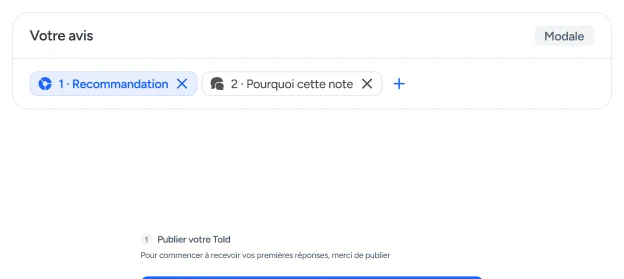 Votre avis
Modale
1 · Recommandation
2 · Pourquoi cette note
1 Publier votre Told
Pour commencer à recevoir vos premières réponses, merci de publier